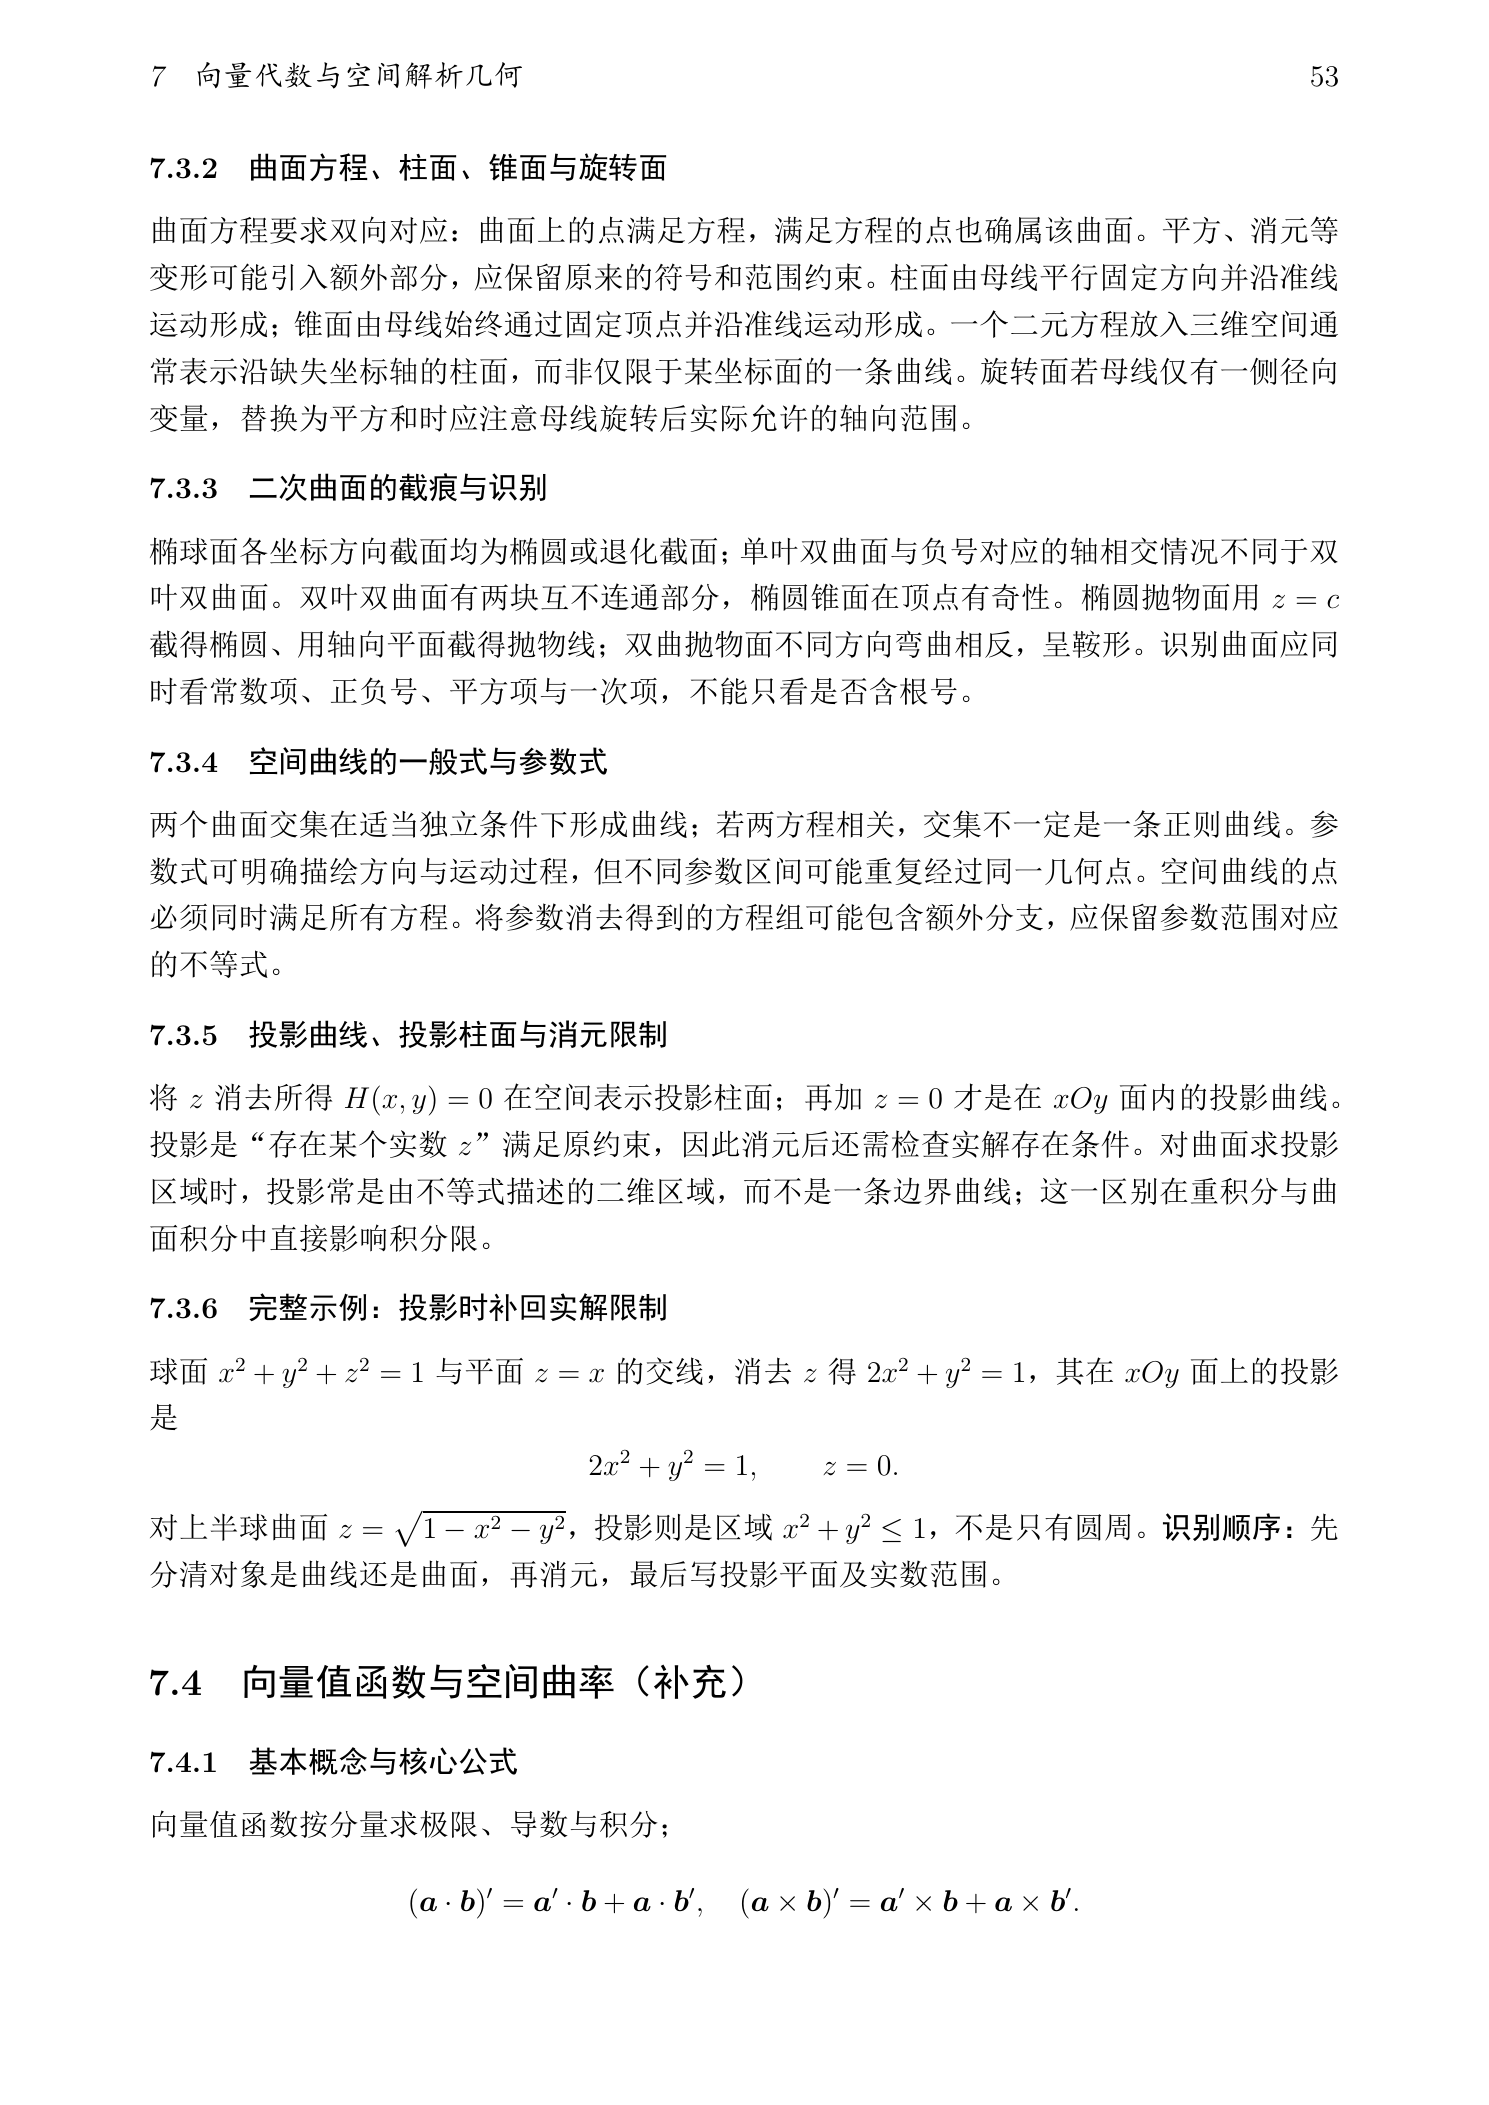 7 向量代数与空间解析几何 53
7.3.2 曲面方程、柱面、锥面与旋转面
曲面方程要求双向对应：曲面上的点满足方程，满足方程的点也确属该曲面。平方、消元等
变形可能引入额外部分，应保留原来的符号和范围约束。柱面由母线平行固定方向并沿准线
运动形成；锥面由母线始终通过固定顶点并沿准线运动形成。一个二元方程放入三维空间通
常表示沿缺失坐标轴的柱面，而非仅限于某坐标面的一条曲线。旋转面若母线仅有一侧径向
变量，替换为平方和时应注意母线旋转后实际允许的轴向范围。
7.3.3 二次曲面的截痕与识别
椭球面各坐标方向截面均为椭圆或退化截面；单叶双曲面与负号对应的轴相交情况不同于双
叶双曲面。双叶双曲面有两块互不连通部分，椭圆锥面在顶点有奇性。椭圆抛物面用 z = c
截得椭圆、用轴向平面截得抛物线；双曲抛物面不同方向弯曲相反，呈鞍形。识别曲面应同
时看常数项、正负号、平方项与一次项，不能只看是否含根号。
7.3.4 空间曲线的一般式与参数式
两个曲面交集在适当独立条件下形成曲线；若两方程相关，交集不一定是一条正则曲线。参
数式可明确描绘方向与运动过程，但不同参数区间可能重复经过同一几何点。空间曲线的点
必须同时满足所有方程。将参数消去得到的方程组可能包含额外分支，应保留参数范围对应
的不等式。
7.3.5 投影曲线、投影柱面与消元限制
将 z 消去所得 H(x, y) = 0 在空间表示投影柱面；再加 z = 0 才是在 xOy 面内的投影曲线。
投影是“存在某个实数 z”满足原约束，因此消元后还需检查实解存在条件。对曲面求投影
区域时，投影常是由不等式描述的二维区域，而不是一条边界曲线；这一区别在重积分与曲
面积分中直接影响积分限。
7.3.6 完整示例：投影时补回实解限制
球面 x² + y² + z² = 1 与平面 z = x 的交线，消去 z 得 2x² + y² = 1，其在 xOy 面上的投影
是
2x² + y² = 1, z = 0.
对上半球曲面 z = √(1 − x² − y²)，投影则是区域 x² + y² ≤ 1，不是只有圆周。识别顺序：先
分清对象是曲线还是曲面，再消元，最后写投影平面及实数范围。
7.4 向量值函数与空间曲率（补充）
7.4.1 基本概念与核心公式
向量值函数按分量求极限、导数与积分；
(a · b)′ = a′ · b + a · b′, (a × b)′ = a′ × b + a × b′.